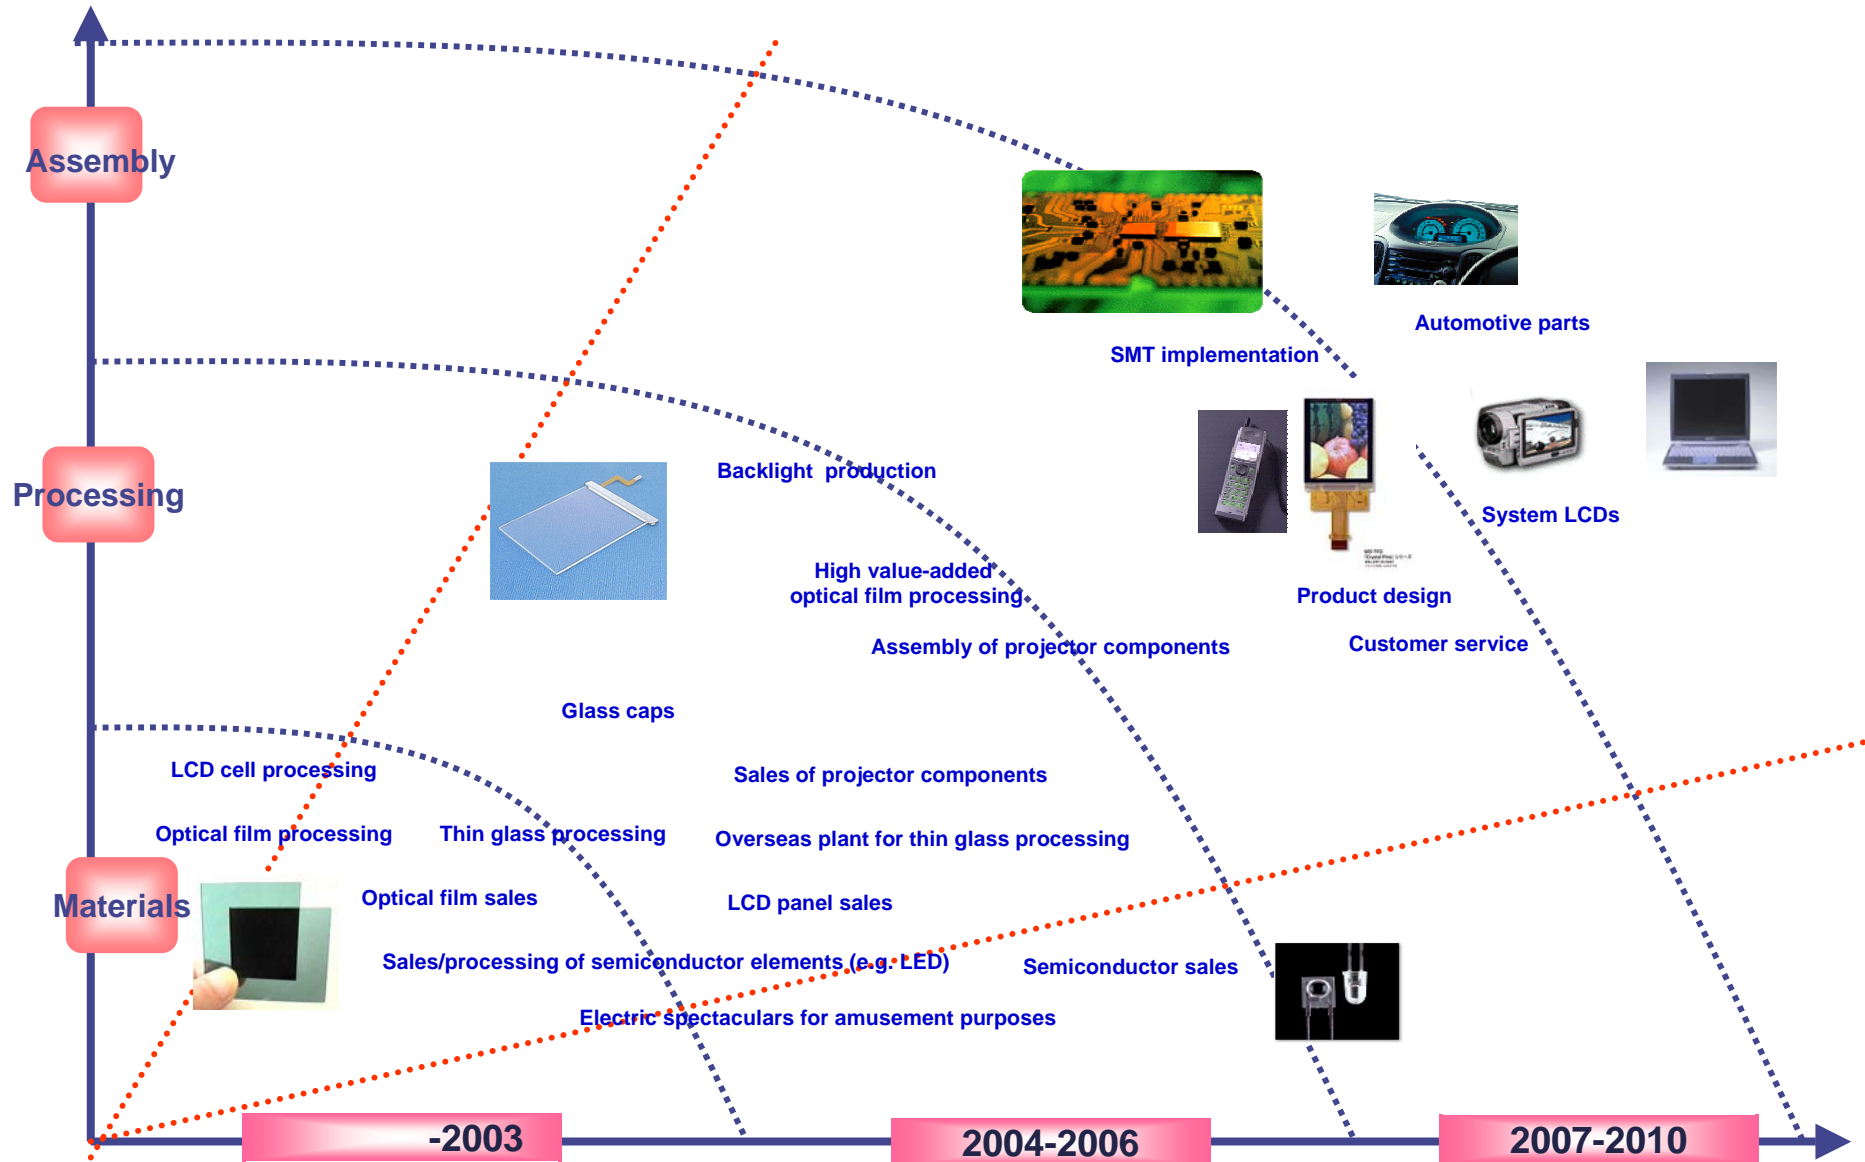 Assembly
Automotive parts
SMT implementation
Backlight  production
Processing
System LCDs
High value-added
optical film processing
Product design
Assembly of projector components
Customer service
Glass caps
LCD cell processing
Sales of projector components
Optical film processing
Thin glass processing
Overseas plant for thin glass processing
Materials
Optical film sales
LCD panel sales
Sales/processing of semiconductor elements (e.g. LED)
Semiconductor sales
Electric spectaculars for amusement purposes
-2003
2004-2006
2007-2010